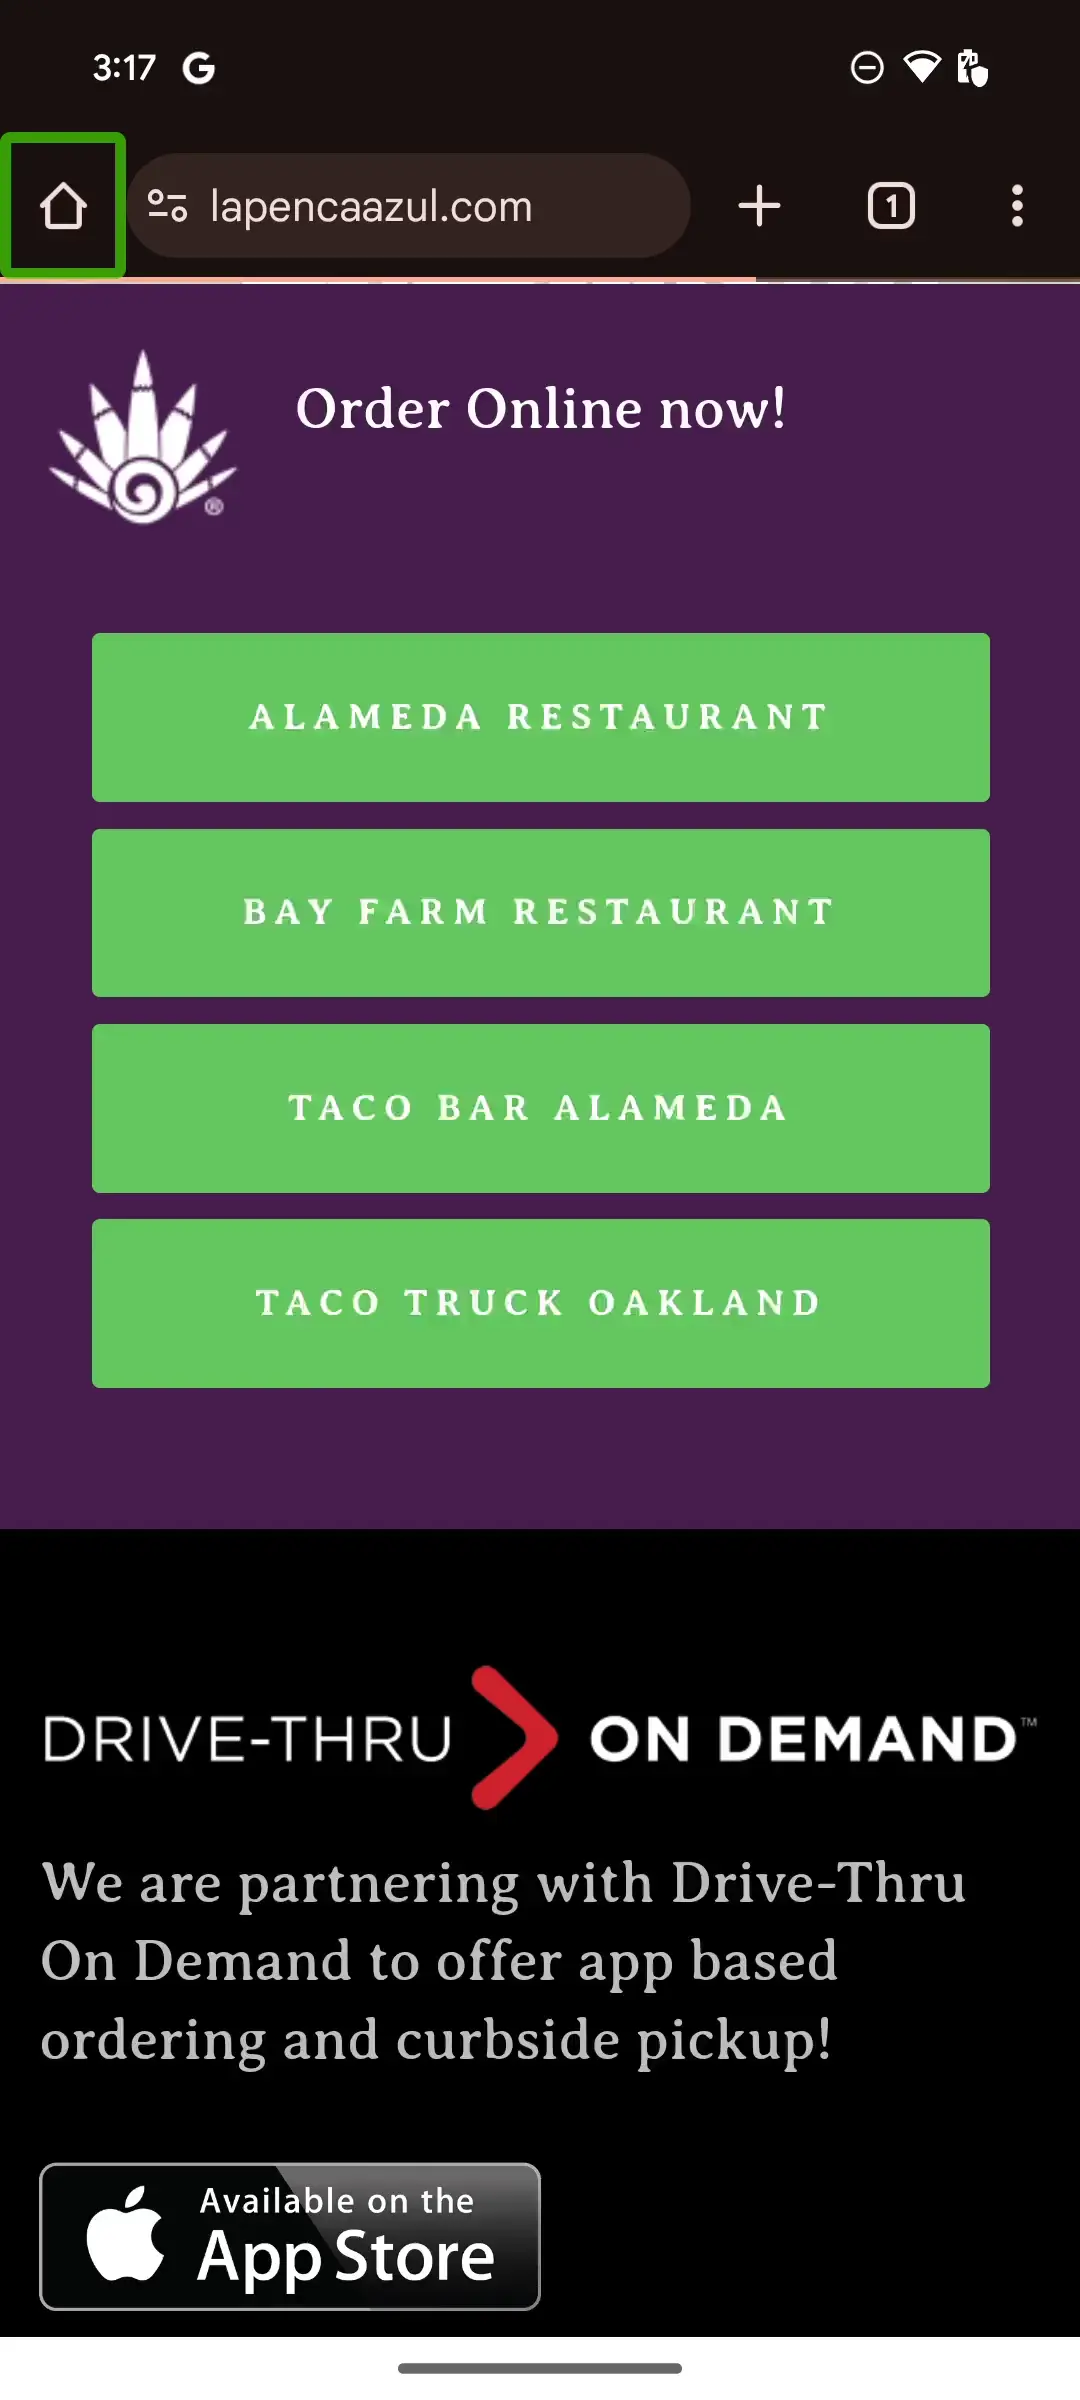 3:17
lapencaazul.com
1
Order Online now!
®
ALAMEDA RESTAURANT
BAY FARM RESTAURANT
TACO BAR ALAMEDA
TACO TRUCK OAKLAND
DRIVE-THRU ON DEMAND™
We are partnering with Drive-Thru
On Demand to offer app based
ordering and curbside pickup!
Available on the
App Store